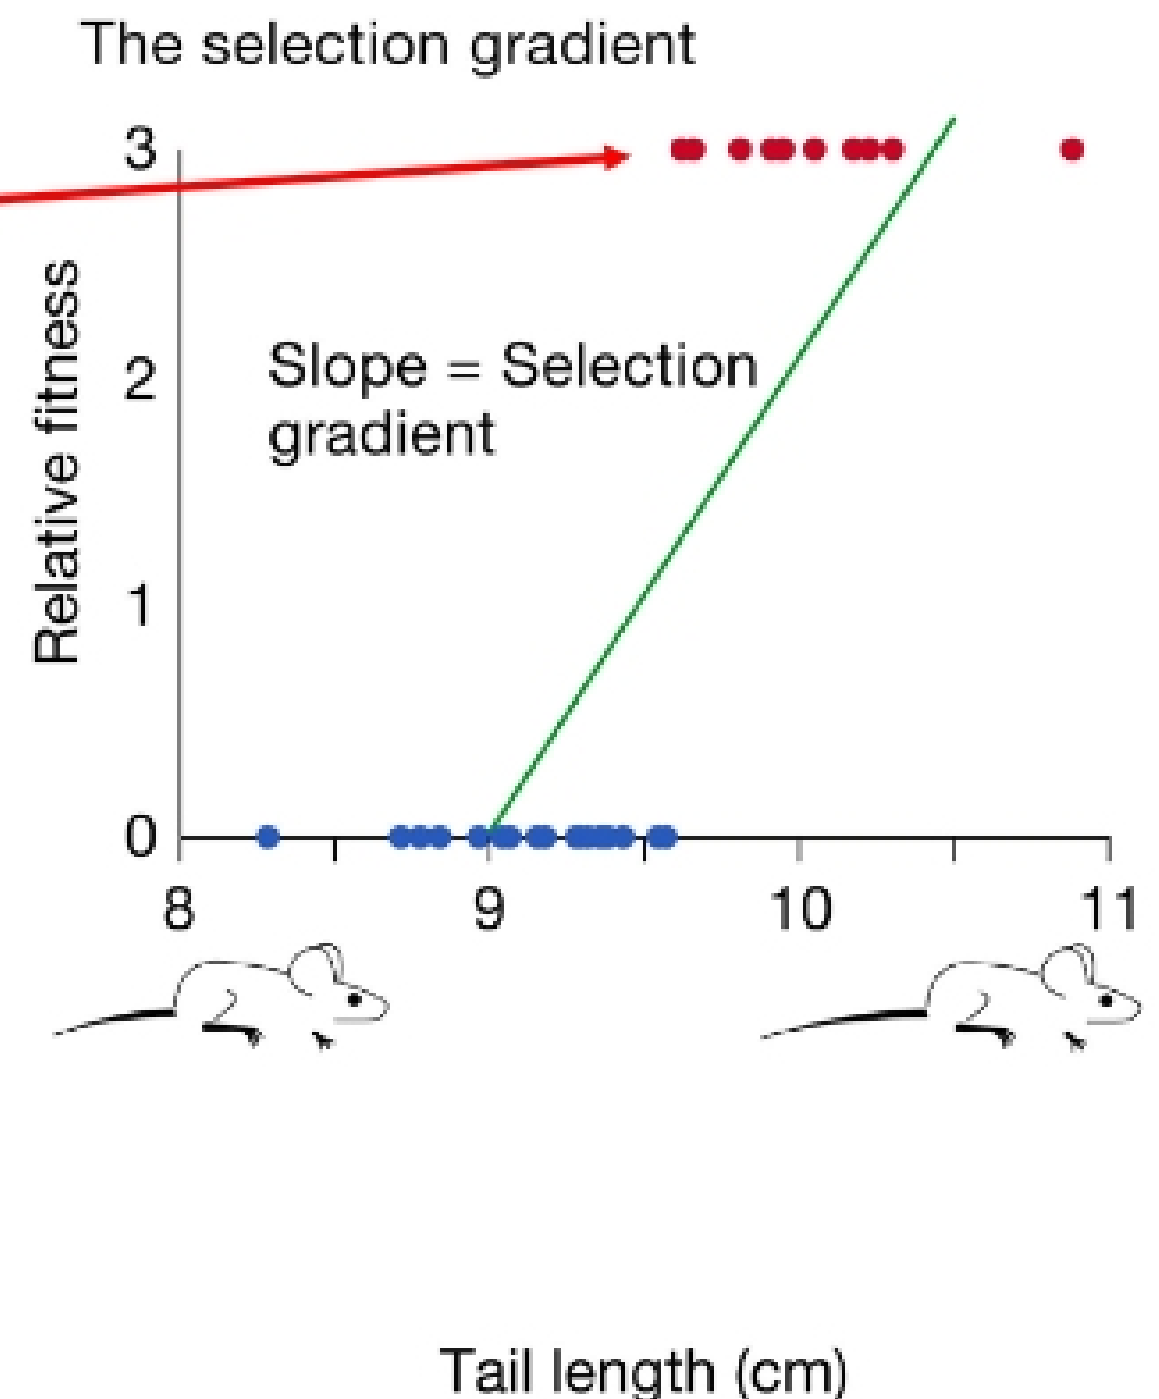 The selection gradient
3
2
1
0
Relative fitness
Slope = Selection
gradient
8 9 10 11
Tail length (cm)